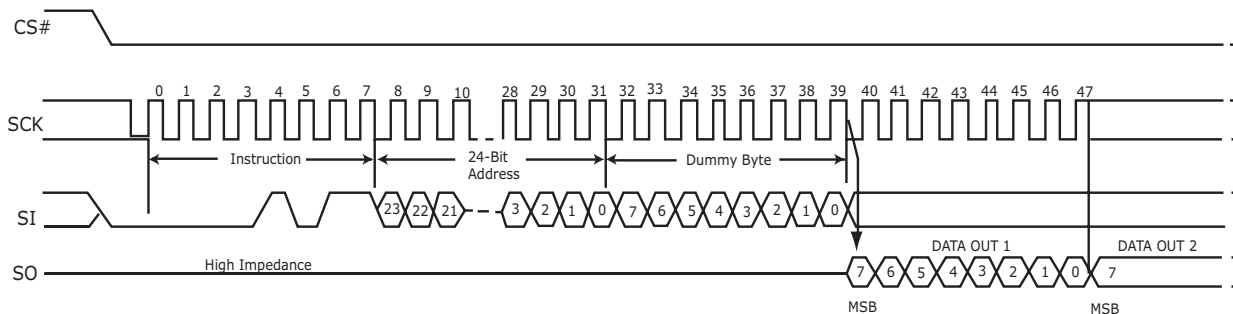 CS#
0 1 2 3 4 5 6 7 8 9 10 28 29 30 31 32 33 34 35 36 37 38 39 40 41 42 43 44 45 46 47
SCK
Instruction
24-Bit
Address
Dummy Byte
SI
23 22 21 3 2 1 0 7 6 5 4 3 2 1 0
DATA OUT 1
DATA OUT 2
SO
High Impedance
7 6 5 4 3 2 1 0 7
MSB
MSB